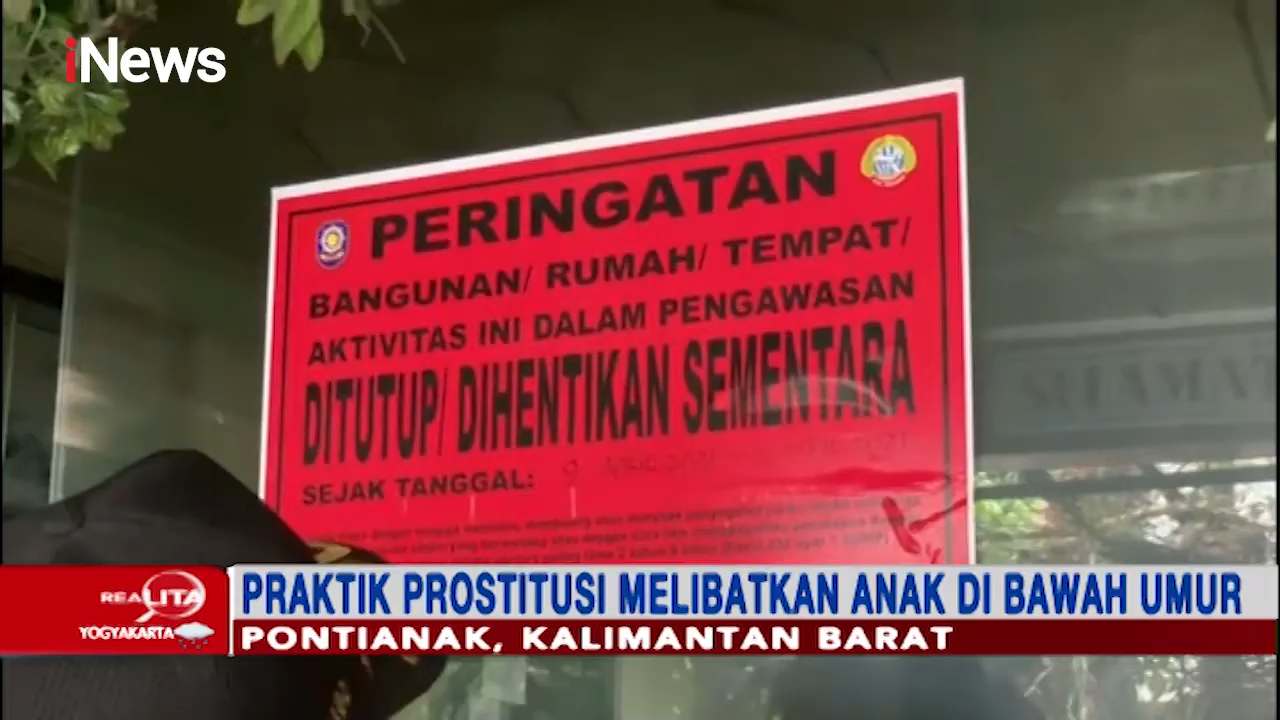 iNews
PERINGATAN
BANGUNAN/ RUMAH/ TEMPAT/
AKTIVITAS INI DALAM PENGAWASAN
DITUTUP/ DIHENTIKAN SEMENTARA
SEJAK TANGGAL: 9
REALITA
YOGYAKARTA
PRAKTIK PROSTITUSI MELIBATKAN ANAK DI BAWAH UMUR
PONTIANAK, KALIMANTAN BARAT